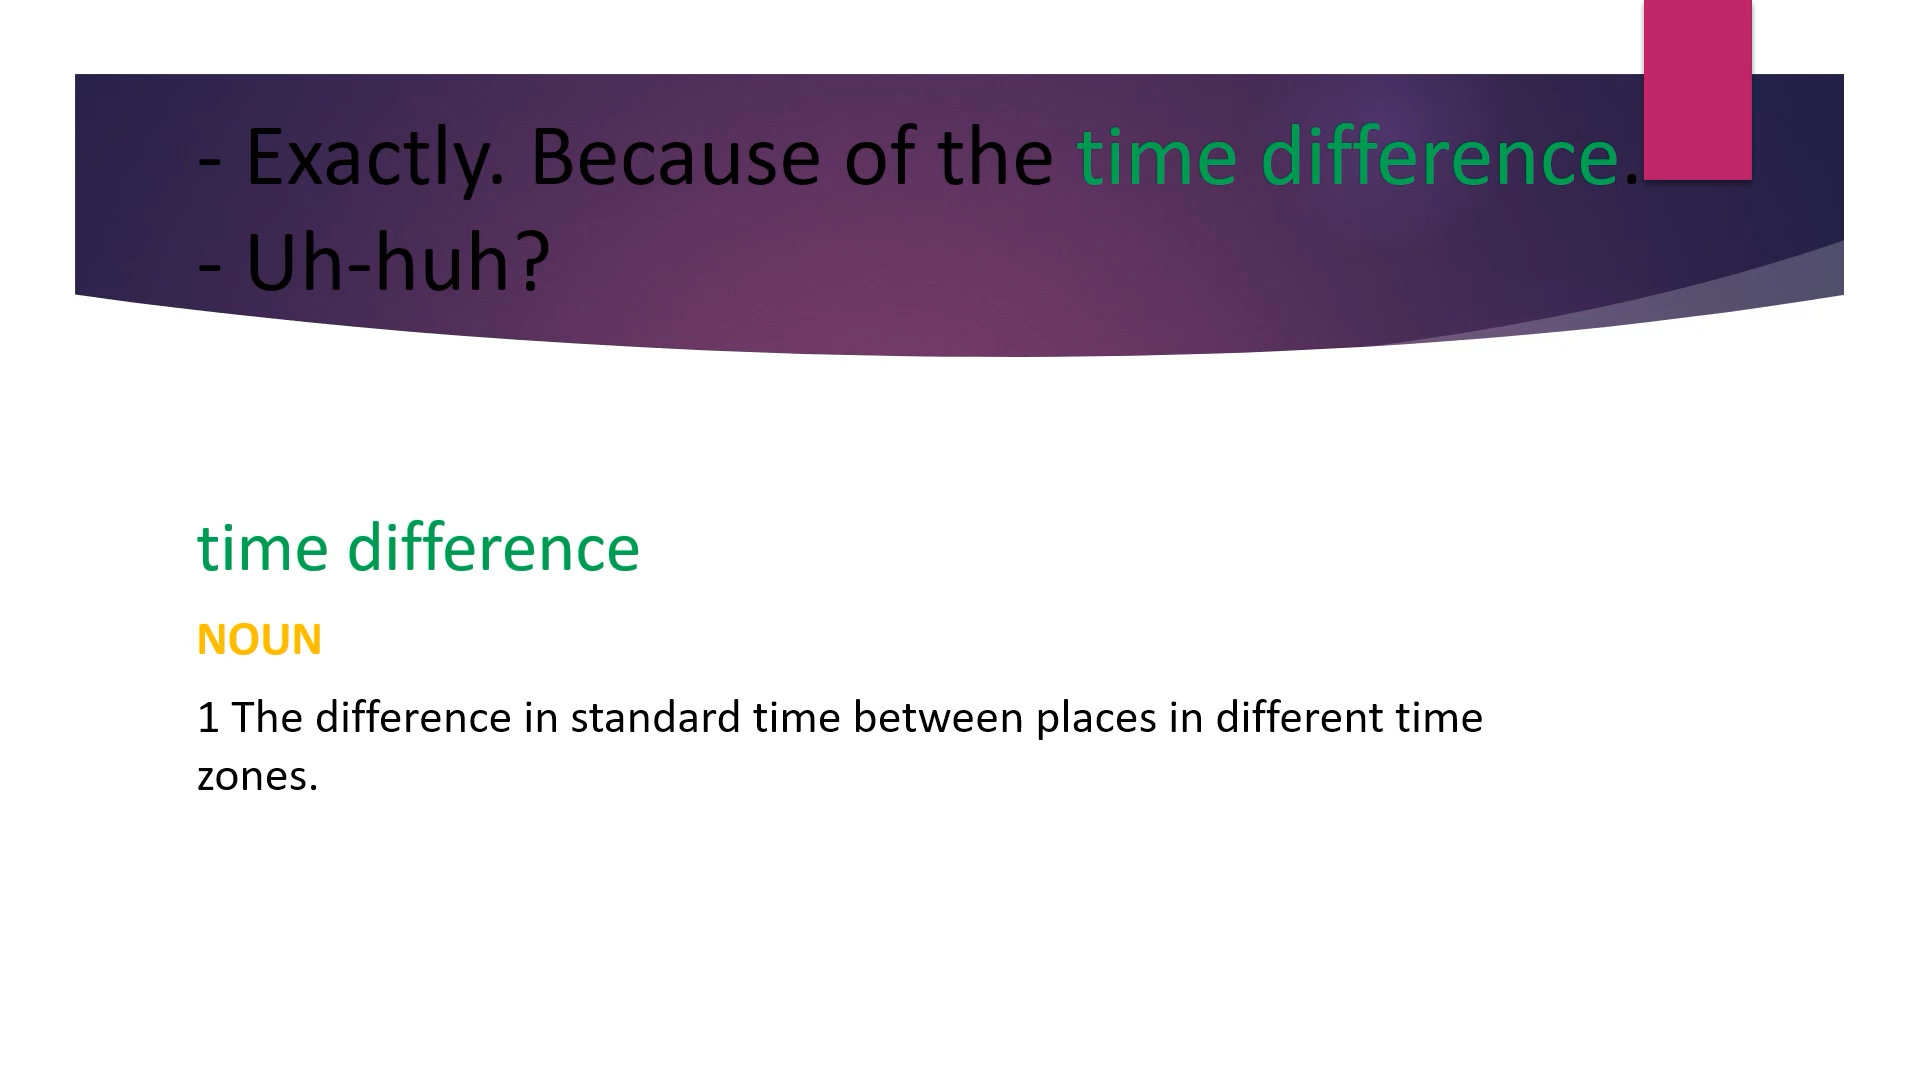 - Exactly. Because of the time difference.
- Uh-huh?
time difference
NOUN
1 The difference in standard time between places in different time
zones.